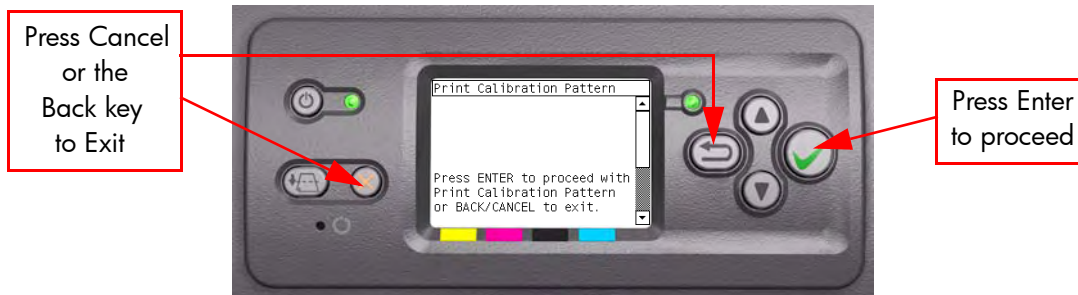 Press Cancel
or the
Back key
to Exit
Print Calibration Pattern
Press ENTER to proceed with
Print Calibration Pattern
or BACK/CANCEL to exit.
Press Enter
to proceed